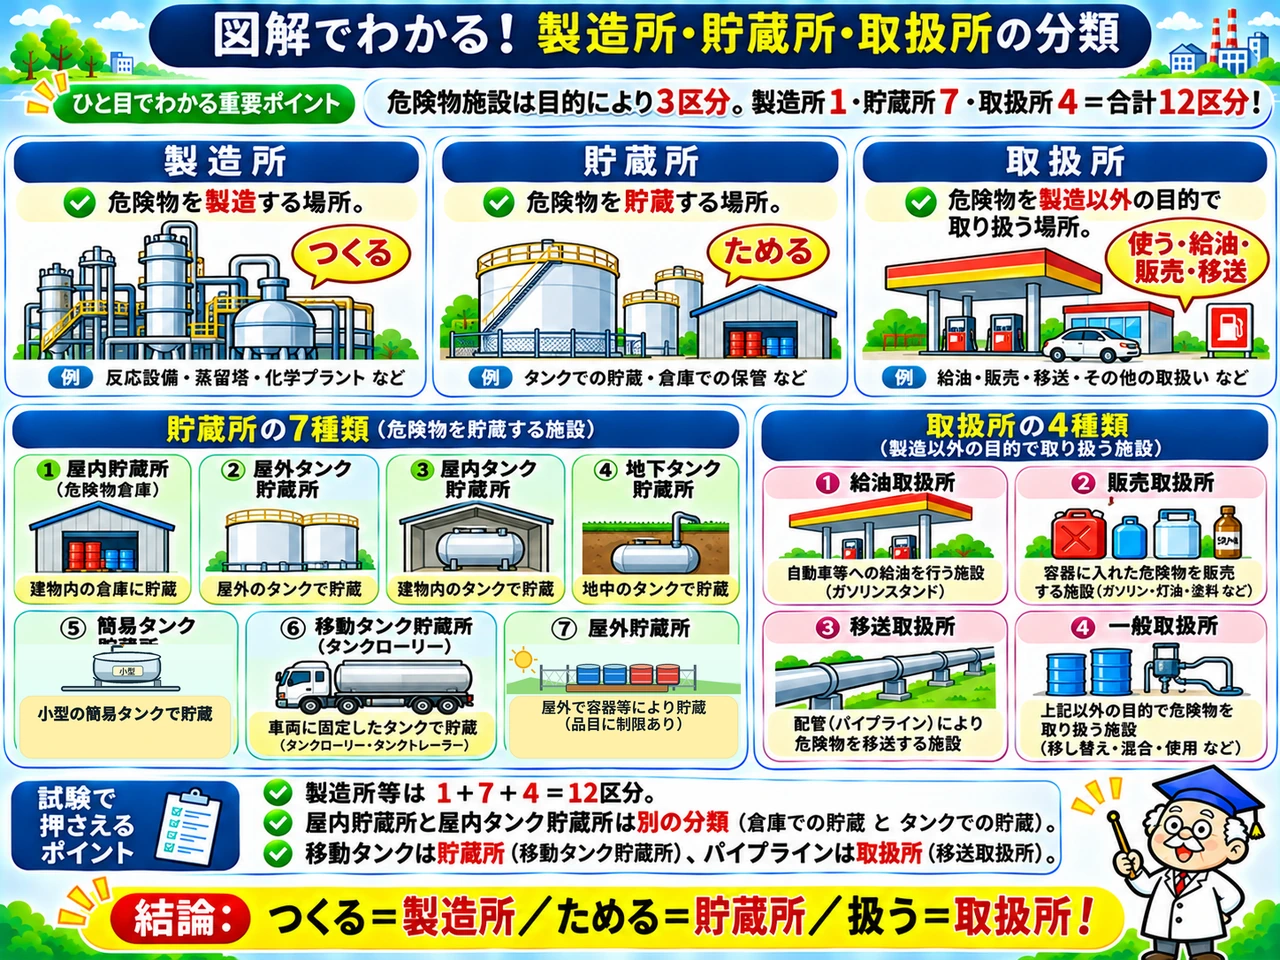 図解でわかる！ 製造所・貯蔵所・取扱所の分類
ひと目でわかる重要ポイント
危険物施設は目的により3区分。製造所1・貯蔵所7・取扱所4＝合計12区分！
製造所
危険物を製造する場所。
つくる
例 反応設備・蒸留塔・化学プラント など
貯蔵所
危険物を貯蔵する場所。
ためる
例 タンクでの貯蔵・倉庫での保管 など
取扱所
危険物を製造以外の目的で
取り扱う場所。
使う・給油・
販売・移送
例 給油・販売・移送・その他の取扱い など
貯蔵所の7種類（危険物を貯蔵する施設）
① 屋内貯蔵所
（危険物倉庫）
建物内の倉庫に貯蔵
② 屋外タンク
貯蔵所
屋外のタンクで貯蔵
③ 屋内タンク
貯蔵所
建物内のタンクで貯蔵
④ 地下タンク
貯蔵所
地中のタンクで貯蔵
⑤ 簡易タンク
小型
小型の簡易タンクで貯蔵
⑥ 移動タンク貯蔵所
（タンクローリー）
車両に固定したタンクで貯蔵
（タンクローリー・タンクトレーラー）
⑦ 屋外貯蔵所
屋外で容器等により貯蔵
（品目に制限あり）
取扱所の4種類
（製造以外の目的で取り扱う施設）
① 給油取扱所
自動車等への給油を行う施設
（ガソリンスタンド）
② 販売取扱所
容器に入れた危険物を販売
する施設（ガソリン・灯油・塗料 など）
③ 移送取扱所
配管（パイプライン）により
危険物を移送する施設
④ 一般取扱所
上記以外の目的で危険物を
取り扱う施設
（移し替え・混合・使用 など）
試験で
押さえる
ポイント
製造所等は 1＋7＋4＝12区分。
屋内貯蔵所と屋内タンク貯蔵所は別の分類（倉庫での貯蔵 と タンクでの貯蔵）。
移動タンクは貯蔵所（移動タンク貯蔵所）、パイプラインは取扱所（移送取扱所）。
結論： つくる＝製造所／ためる＝貯蔵所／扱う＝取扱所！